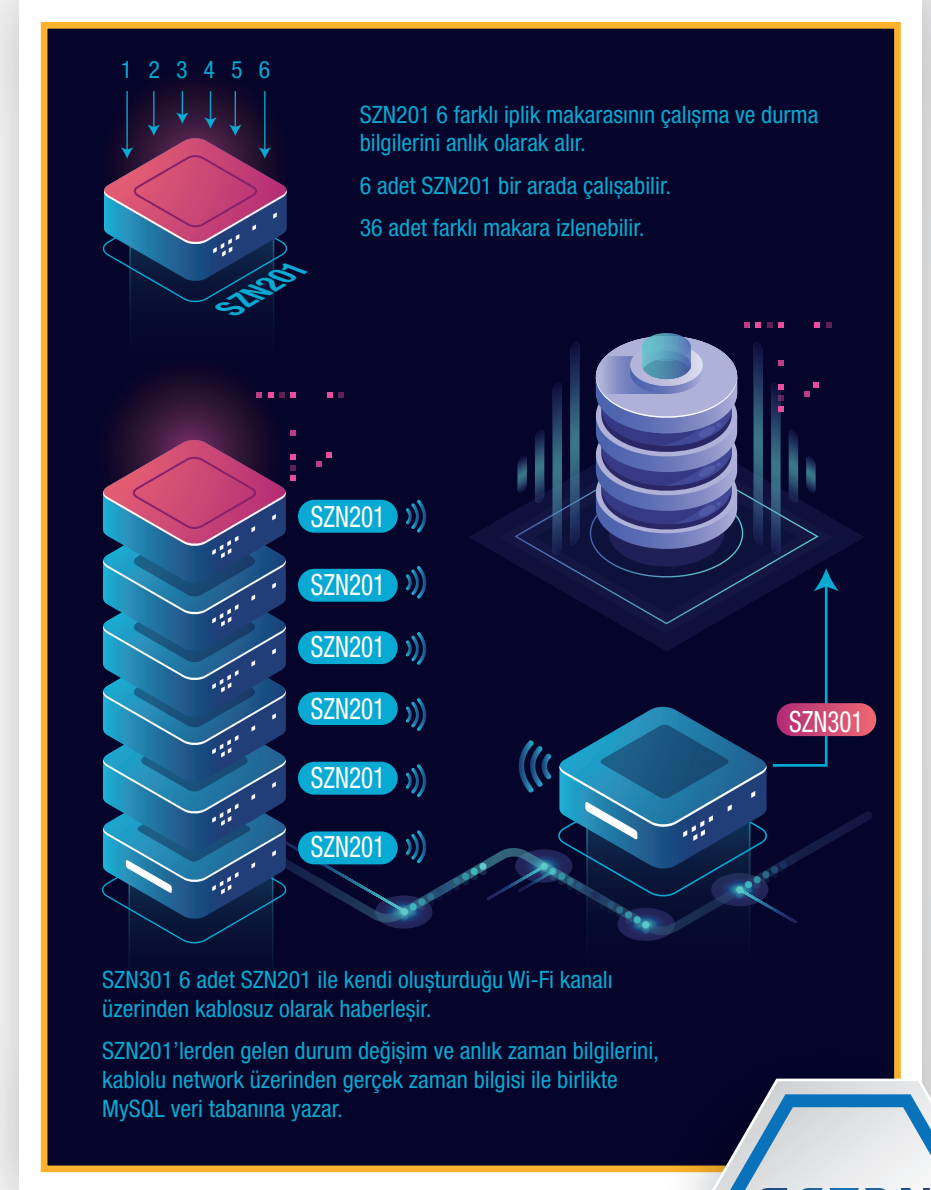 1 2 3 4 5 6
SZN201 6 farklı iplik makarasının çalışma ve durma
bilgilerini anlık olarak alır.
6 adet SZN201 bir arada çalışabilir.
36 adet farklı makara izlenebilir.
SZN201
SZN201
SZN201
SZN201
SZN201
SZN201
SZN201
SZN301
SZN301 6 adet SZN201 ile kendi oluşturduğu Wi-Fi kanalı
üzerinden kablosuz olarak haberleşir.
SZN201'lerden gelen durum değişim ve anlık zaman bilgilerini,
kablolu network üzerinden gerçek zaman bilgisi ile birlikte
MySQL veri tabanına yazar.